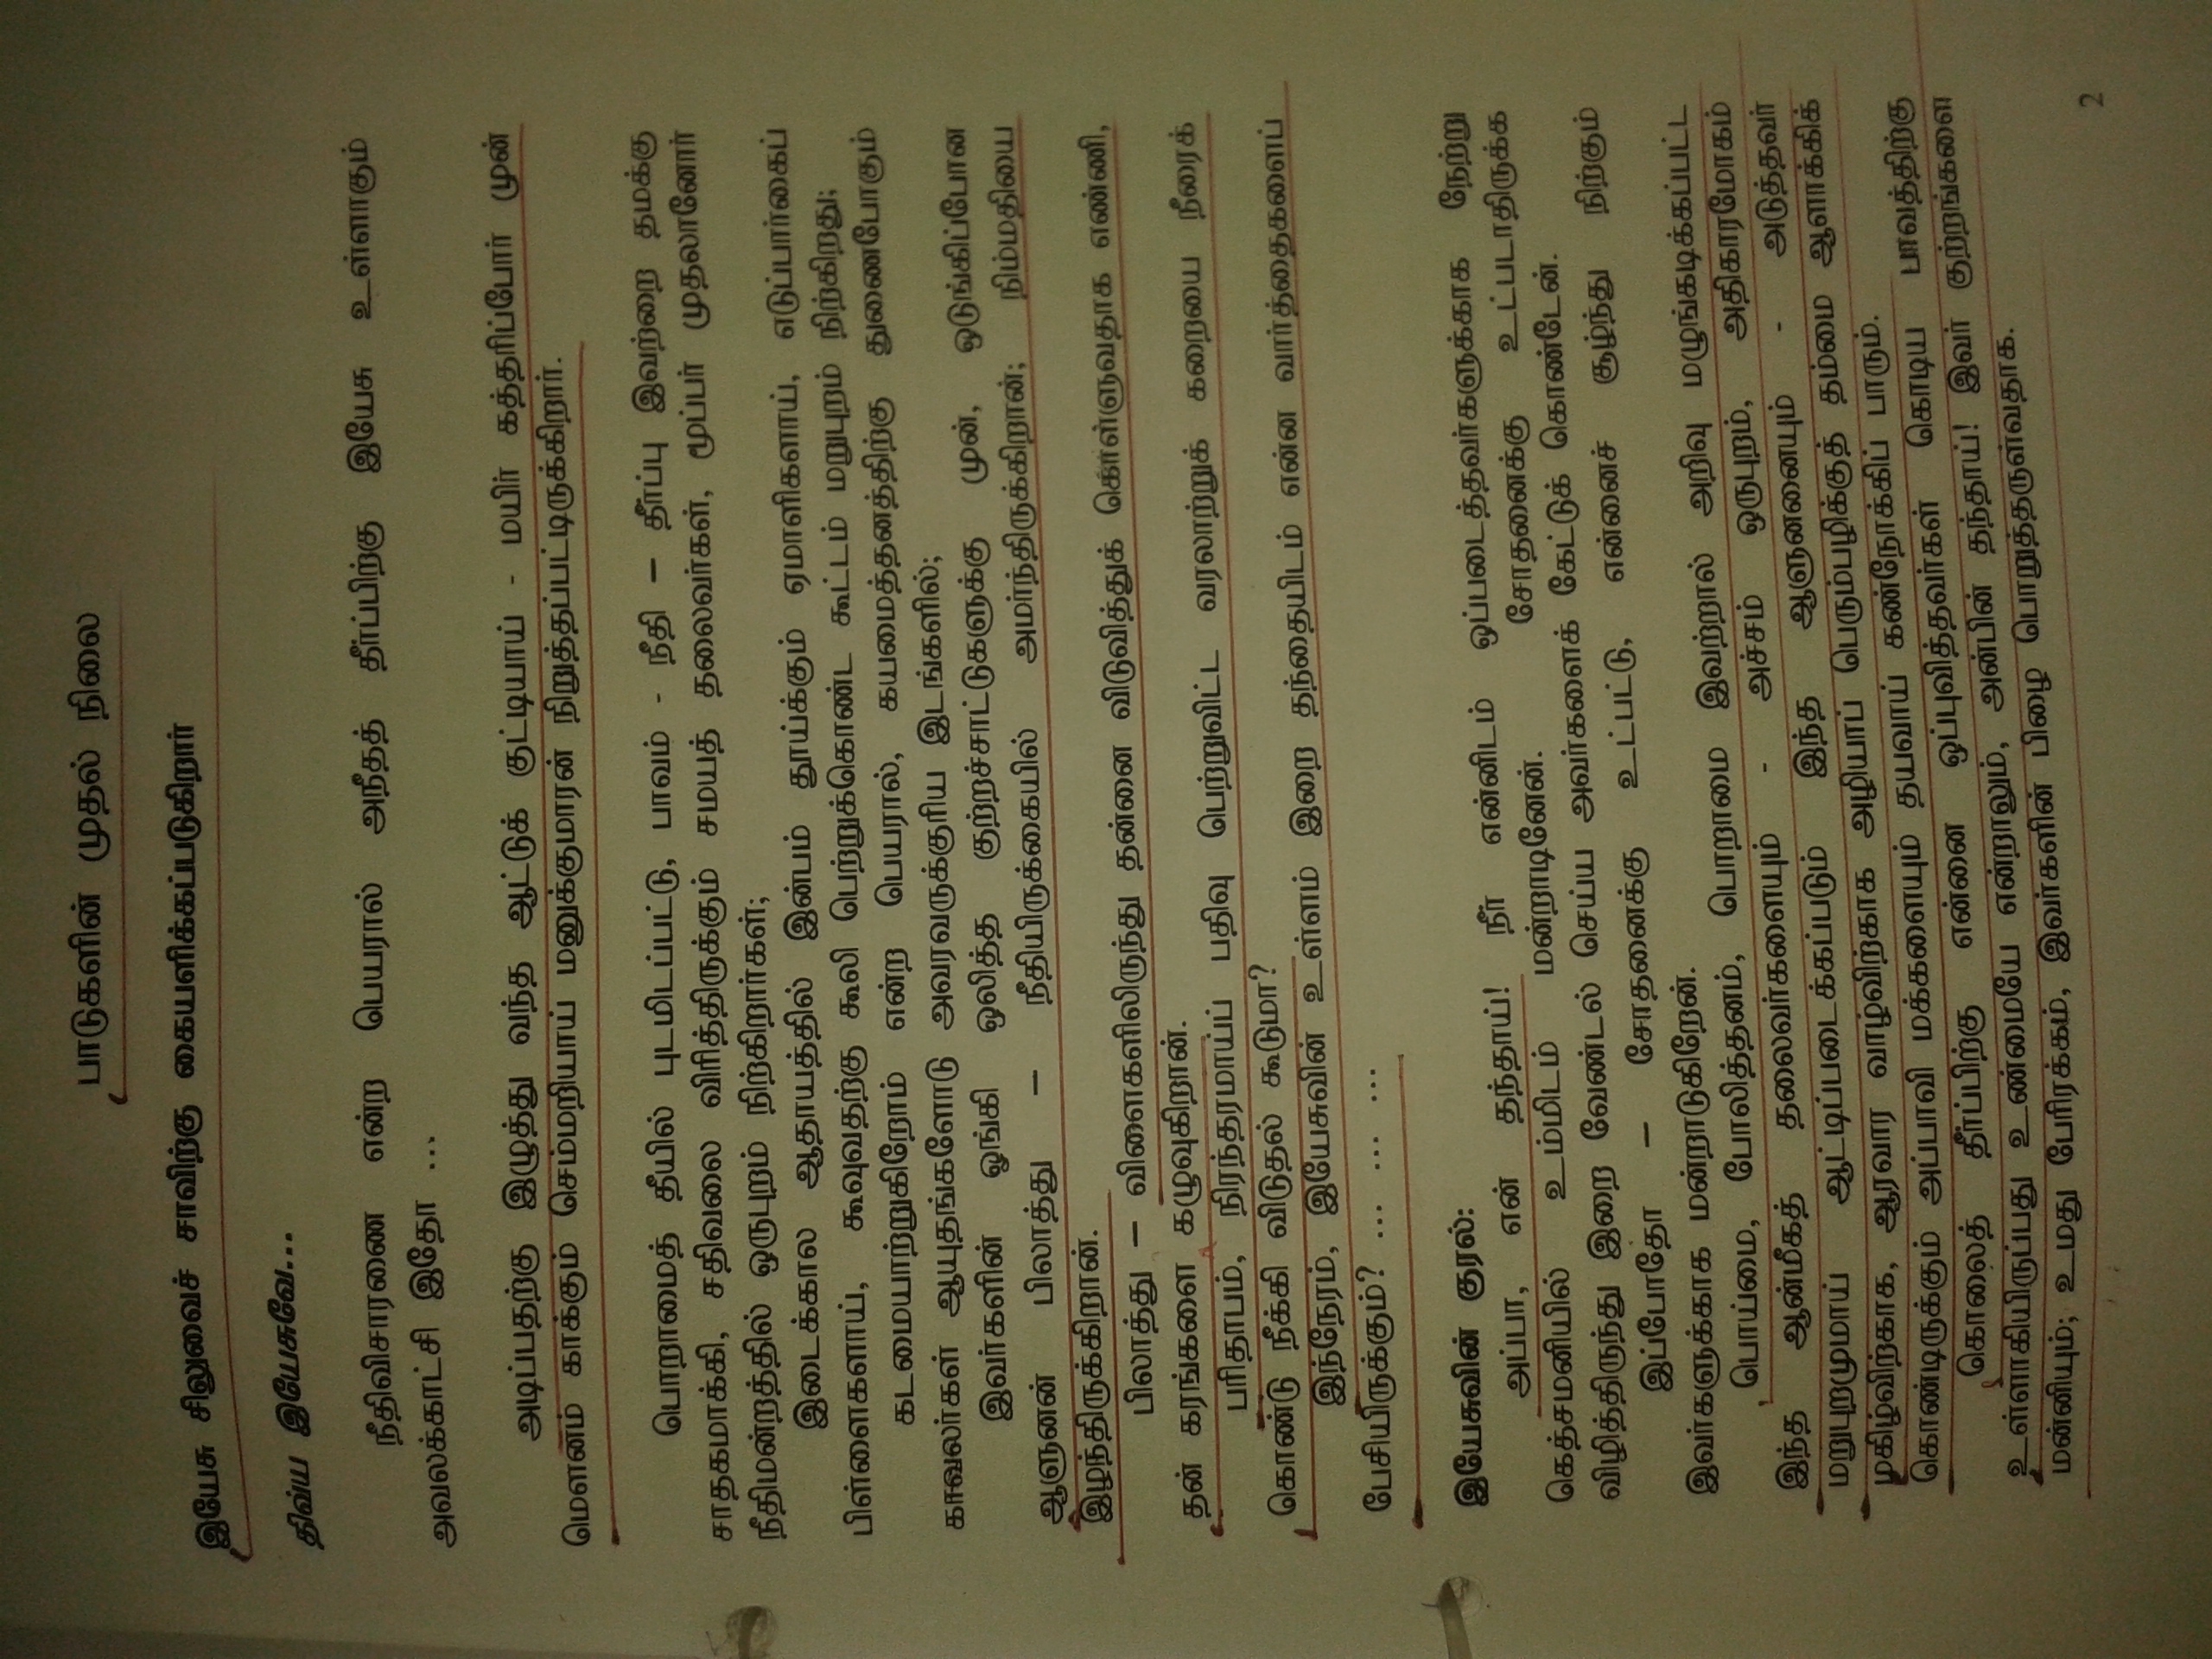 பாடுகளின் முதல் நிலை
இயேசு சிலுவைச் சாவிற்கு கையளிக்கப்படுகிறார்
திவ்ய இயேசுவே...
நீதிவிசாரணை என்ற பெயரால் அநீதத் தீர்ப்பிற்கு இயேசு உள்ளாகும்
அவலக்காட்சி இதோ ...
அடிப்பதற்கு இழுத்து வந்த ஆட்டுக் குட்டியாய் - மயிர் கத்தரிப்போர் முன்
மௌனம் காக்கும் செம்மறியாய் மனுக்குமாரன் நிறுத்தப்பட்டிருக்கிறார்.
பொறாமைத் தீயில் புடமிடப்பட்டு, பாவம் - நீதி – தீர்ப்பு இவற்றை தமக்கு
சாதகமாக்கி, சதிவலை விரித்திருக்கும் சமயத் தலைவர்கள், மூப்பர் முதலானோர்
நீதிமன்றத்தில் ஒருபுறம் நிற்கிறார்கள்;
இடைக்கால ஆதாயத்தில் இன்பம் துய்க்கும் ஏமாளிகளாய், எடுப்பார்கைப்
பிள்ளைகளாய், கூவுவதற்கு கூலி பெற்றுக்கொண்ட கூட்டம் மறுபுறம் நிற்கிறது;
கடமையாற்றுகிறோம் என்ற பெயரால், கயமைத்தனத்திற்கு துணைபோகும்
காவலர்கள் ஆயுதங்களோடு அவரவருக்குரிய இடங்களில்;
இவர்களின் ஓங்கி ஒலித்த குற்றச்சாட்டுகளுக்கு முன், ஒடுங்கிப்போன
ஆளுனன் பிலாத்து – நீதியிருக்கையில் அமர்ந்திருக்கிறான்; நிம்மதியை
இழந்திருக்கிறான்.
பிலாத்து – விளைகளிலிருந்து தன்னை விடுவித்துக் கொள்ளுவதாக எண்ணி,
தன் கரங்களை கழுவுகிறான்.
பரிதாபம், நிரந்தரமாய்ப் பதிவு பெற்றுவிட்ட வரலாற்றுக் கறையை நீரைக்
கொண்டு நீக்கி விடுதல் கூடுமா?
இந்நேரம், இயேசுவின் உள்ளம் இறை தந்தையிடம் என்ன வார்த்தைகளைப்
பேசியிருக்கும்? ... ... ...
இயேசுவின் குரல்:
அப்பா, என் தந்தாய்! நீர் என்னிடம் ஒப்படைத்தவர்களுக்காக நேற்று
கெத்சமனியில் உம்மிடம் மன்றாடினேன். சோதனைக்கு உட்படாதிருக்க
விழித்திருந்து இறை வேண்டல் செய்ய அவர்களைக் கேட்டுக் கொண்டேன்.
இப்போதோ – சோதனைக்கு உட்பட்டு, என்னைச் சூழ்ந்து நிற்கும்
இவர்களுக்காக மன்றாடுகிறேன்.
பொய்மை, போலித்தனம், பொறாமை இவற்றால் அறிவு மழுங்கடிக்கப்பட்ட
இந்த ஆன்மீகத் தலைவர்களையும் - அச்சம் ஒருபுறம், அதிகாரமோகம்
மறுபுறமுமாய் ஆட்டிப்படைக்கப்படும் இந்த ஆளுனனையும் - அடுத்தவர்
மகிழ்விற்காக, ஆரவார வாழ்விற்காக அழியாப் பெரும்பழிக்குத் தம்மை ஆளாக்கிக்
கொண்டிருக்கும் அப்பாவி மக்களையும் தயவாய் கண்நோக்கிப் பாரும்.
கொலைத் தீர்ப்பிற்கு என்னை ஒப்புவித்தவர்கள் கொடிய பாவத்திற்கு
உள்ளாகியிருப்பது உண்மையே என்றாலும், அன்பின் தந்தாய்! இவர் குற்றங்களை
மன்னியும்; உமது பேரிரக்கம், இவர்களின் பிழை பொறுத்தருள்வதாக.
2